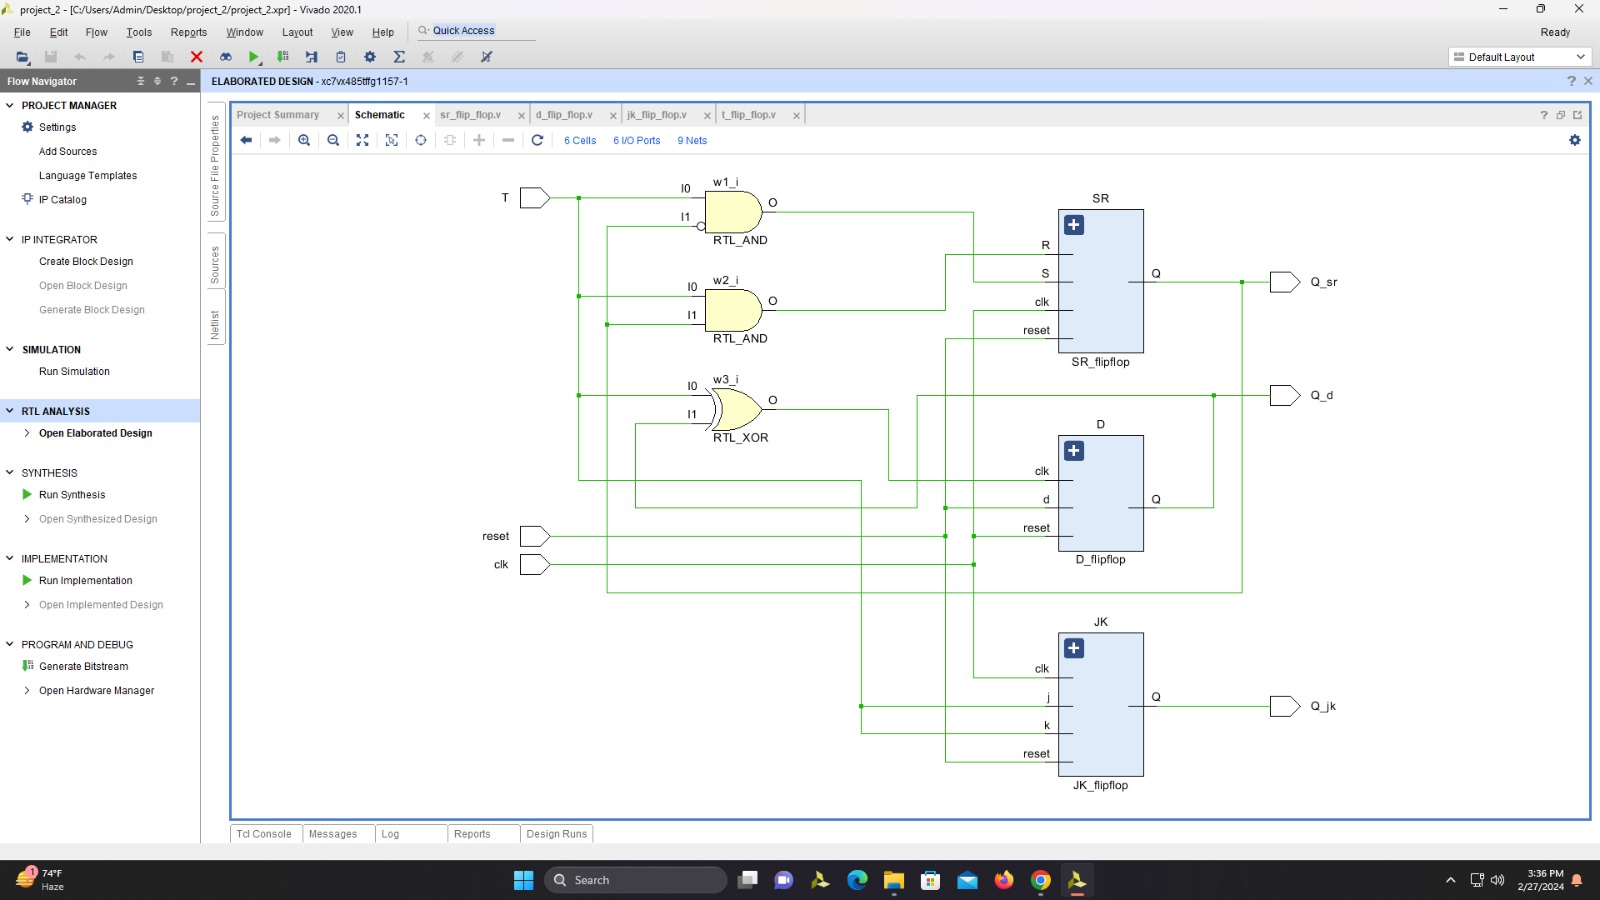 project_2 - [C:/Users/Admin/Desktop/project_2/project_2.xpr] - Vivado 2020.1
File Edit Flow Tools Reports Window Layout View Help Quick Access Ready
Default Layout
Flow Navigator
ELABORATED DESIGN - xc7vx485tffg1157-1
PROJECT MANAGER
Settings
Add Sources
Language Templates
IP Catalog
IP INTEGRATOR
Create Block Design
Open Block Design
Generate Block Design
SIMULATION
Run Simulation
RTL ANALYSIS
Open Elaborated Design
SYNTHESIS
Run Synthesis
Open Synthesized Design
IMPLEMENTATION
Run Implementation
Open Implemented Design
PROGRAM AND DEBUG
Generate Bitstream
Open Hardware Manager
Source File Properties
Sources
Netlist
Project Summary Schematic sr_flip_flop.v d_flip_flop.v jk_flip_flop.v t_flip_flop.v
6 Cells 6 I/O Ports 9 Nets
T
reset
clk
w1_i
I0
I1
O
RTL_AND
w2_i
I0
I1
O
RTL_AND
w3_i
I0
I1
O
RTL_XOR
SR
R
S
clk
reset
Q
SR_flipflop
Q_sr
Q_d
D
clk
d
reset
Q
D_flipflop
JK
clk
j
k
reset
Q
JK_flipflop
Q_jk
Tcl Console Messages Log Reports Design Runs
1
74°F
Haze
Search
3:36 PM
2/27/2024